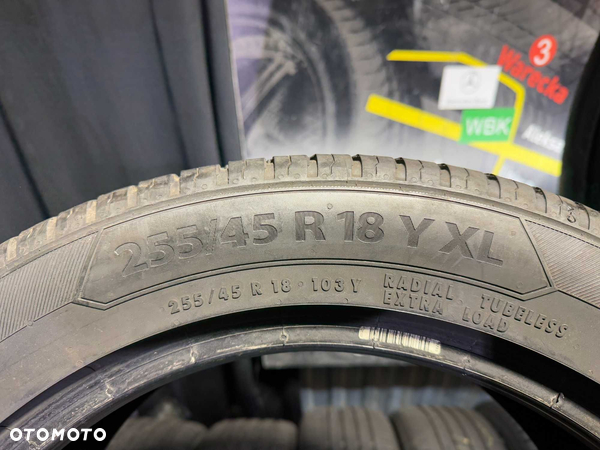 3
Warecka
WBK
255/45 R 18 Y XL
255/45 R 18 · 103 Y
RADIAL TUBELESS
EXTRA LOAD
OTOMOTO